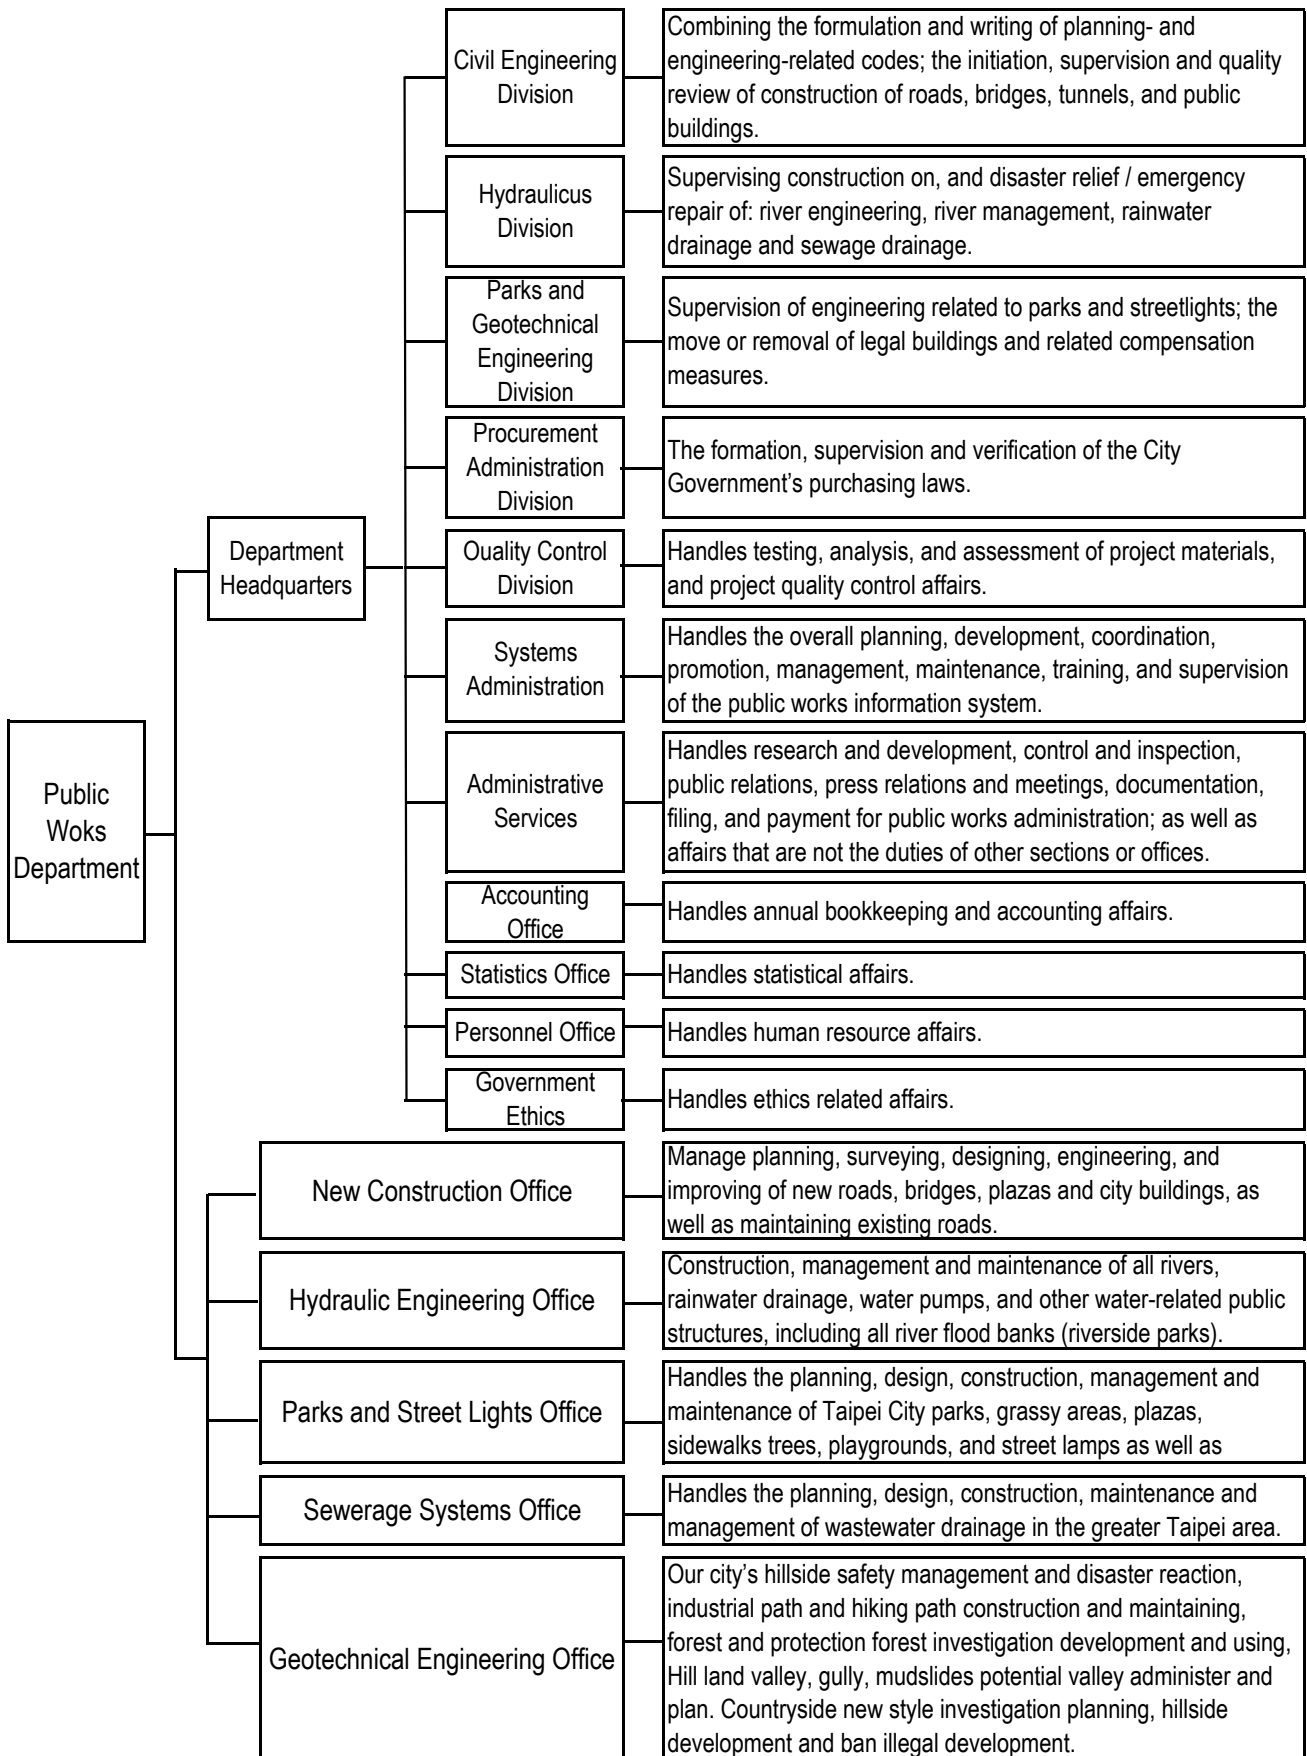 Civil Engineering
Division
Combining the formulation and writing of planning- and
engineering-related codes; the initiation, supervision and quality
review of construction of roads, bridges, tunnels, and public
buildings.
Hydraulicus
Division
Supervising construction on, and disaster relief / emergency
repair of: river engineering, river management, rainwater
drainage and sewage drainage.
Parks and
Geotechnical
Engineering
Division
Supervision of engineering related to parks and streetlights; the
move or removal of legal buildings and related compensation
measures.
Procurement
Administration
Division
The formation, supervision and verification of the City
Government’s purchasing laws.
Department
Headquarters
Ouality Control
Division
Handles testing, analysis, and assessment of project materials,
and project quality control affairs.
Systems
Administration
Handles the overall planning, development, coordination,
promotion, management, maintenance, training, and supervision
of the public works information system.
Public
Woks
Department
Administrative
Services
Handles research and development, control and inspection,
public relations, press relations and meetings, documentation,
filing, and payment for public works administration; as well as
affairs that are not the duties of other sections or offices.
Accounting
Office
Handles annual bookkeeping and accounting affairs.
Statistics Office
Handles statistical affairs.
Personnel Office
Handles human resource affairs.
Government
Ethics
Handles ethics related affairs.
New Construction Office
Manage planning, surveying, designing, engineering, and
improving of new roads, bridges, plazas and city buildings, as
well as maintaining existing roads.
Hydraulic Engineering Office
Construction, management and maintenance of all rivers,
rainwater drainage, water pumps, and other water-related public
structures, including all river flood banks (riverside parks).
Parks and Street Lights Office
Handles the planning, design, construction, management and
maintenance of Taipei City parks, grassy areas, plazas,
sidewalks trees, playgrounds, and street lamps as well as
Sewerage Systems Office
Handles the planning, design, construction, maintenance and
management of wastewater drainage in the greater Taipei area.
Geotechnical Engineering Office
Our city’s hillside safety management and disaster reaction,
industrial path and hiking path construction and maintaining,
forest and protection forest investigation development and using,
Hill land valley, gully, mudslides potential valley administer and
plan. Countryside new style investigation planning, hillside
development and ban illegal development.